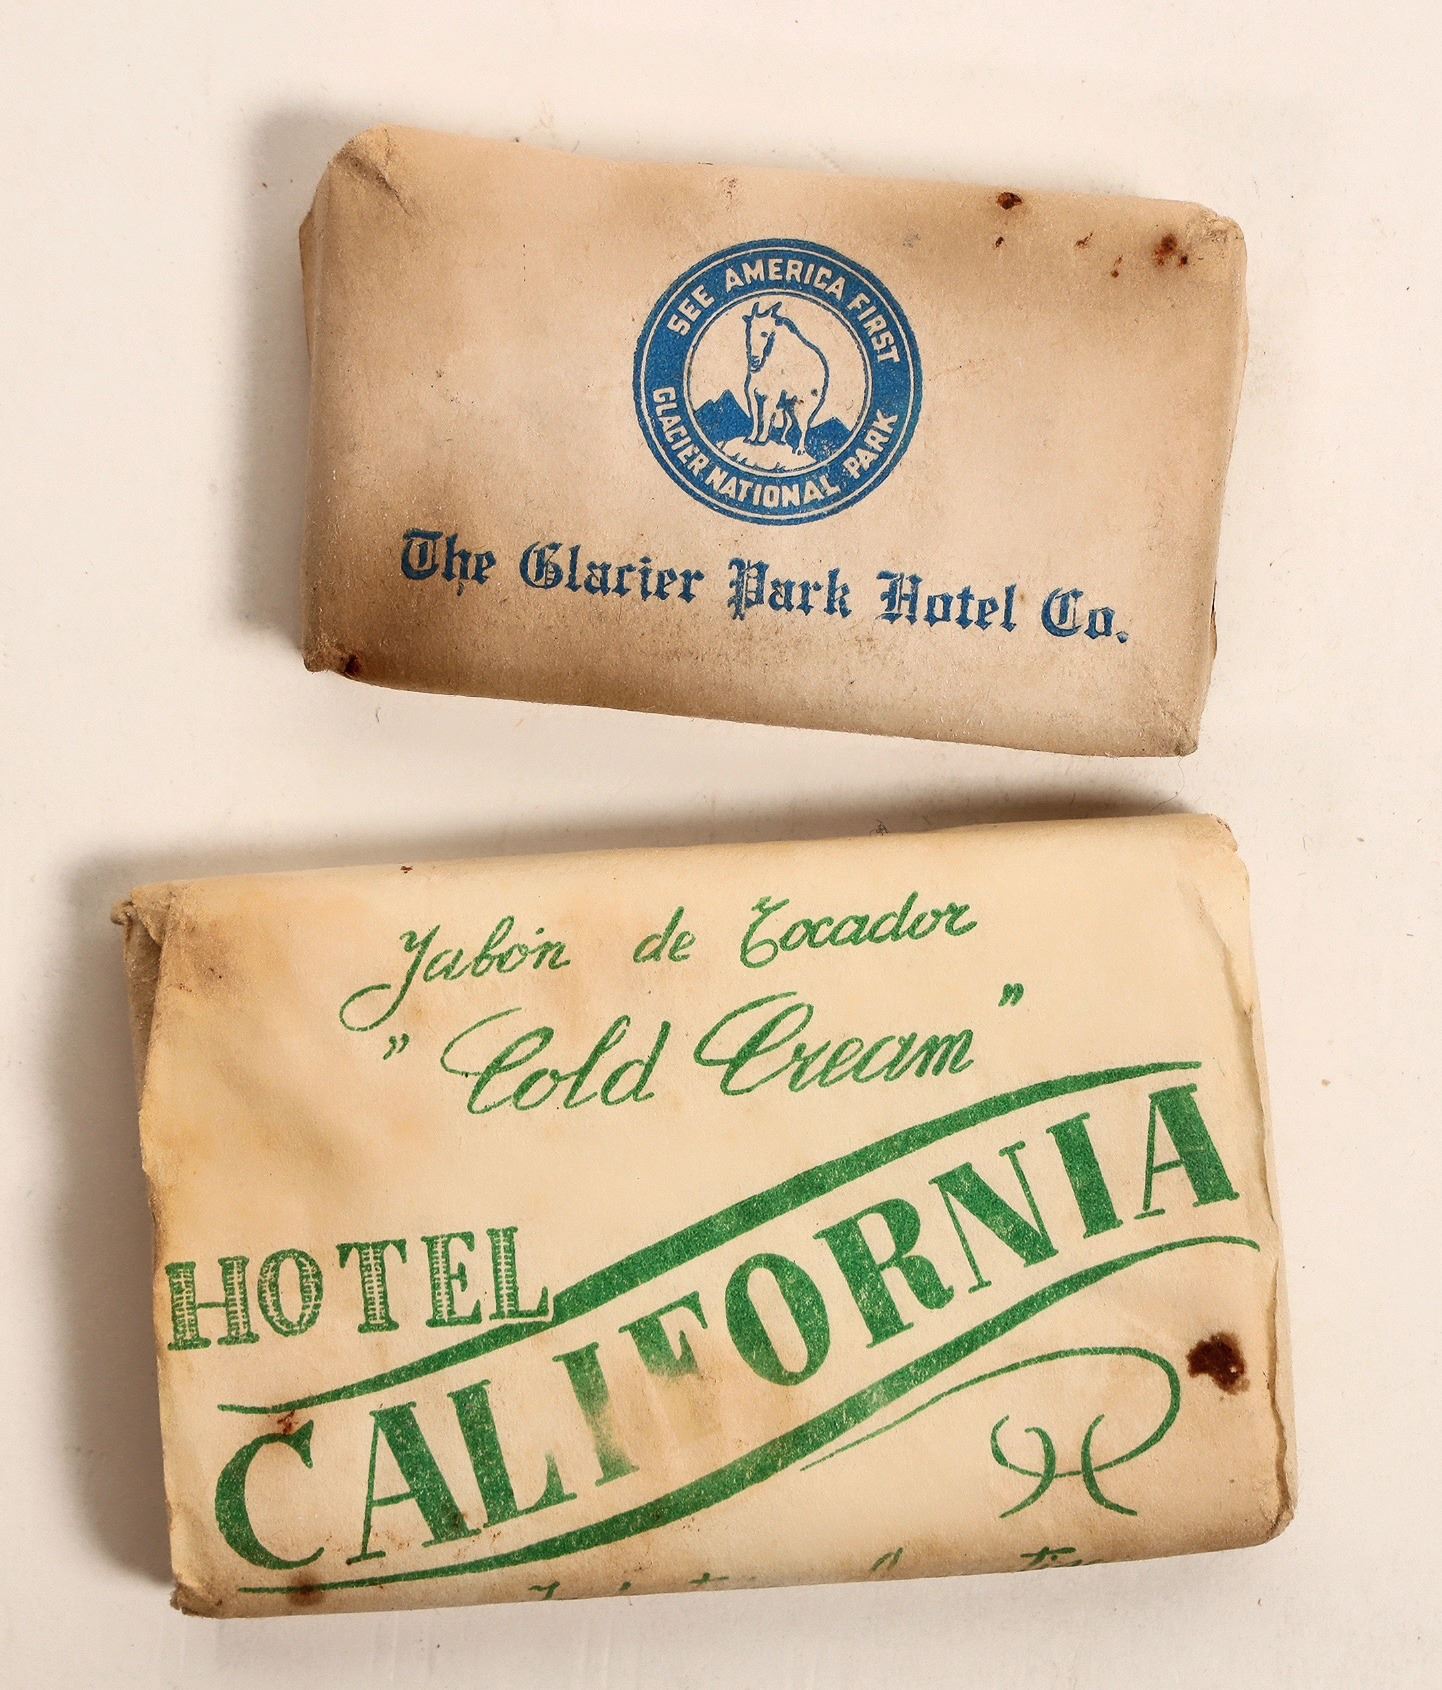 SEE AMERICA FIRST
GLACIER NATIONAL PARK
The Glacier Park Hotel Co.
Jabón de Tocador
"Cold Cream"
HOTEL
CALIFORNIA